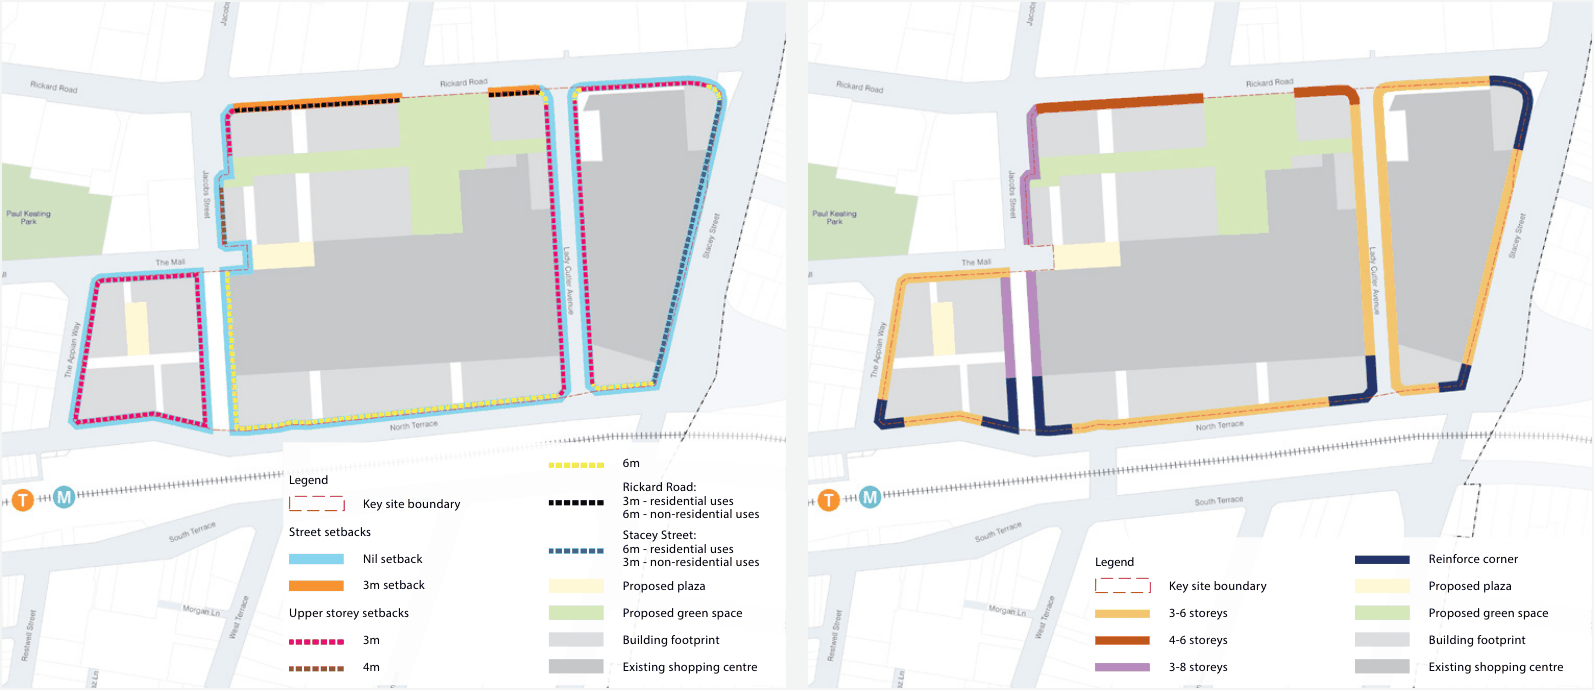 Jacobs
Rickard Road
Rickard Road
Jacobs Street
Paul Keating
Park
The Mall
Lady Cutler Avenue
Stacey Street
The Appian Way
North Terrace
T
M
South Terrace
Morgan Ln
West Terrace
Restwell Street
az Ln
Legend
Key site boundary
Street setbacks
Nil setback
3m setback
Upper storey setbacks
3m
4m
6m
Rickard Road:
3m - residential uses
6m - non-residential uses
Stacey Street:
6m - residential uses
3m - non-residential uses
Proposed plaza
Proposed green space
Building footprint
Existing shopping centre
Jacobs
Rickard Road
Rickard Road
Jacobs Street
Paul Keating
Park
The Mall
Lady Cutler Avenue
Stacey Street
The Appian Way
North Terrace
T
M
South Terrace
South Terrace
Morgan Ln
West Terrace
Restwell Street
az Ln
Legend
Key site boundary
3-6 storeys
4-6 storeys
3-8 storeys
Reinforce corner
Proposed plaza
Proposed green space
Building footprint
Existing shopping centre